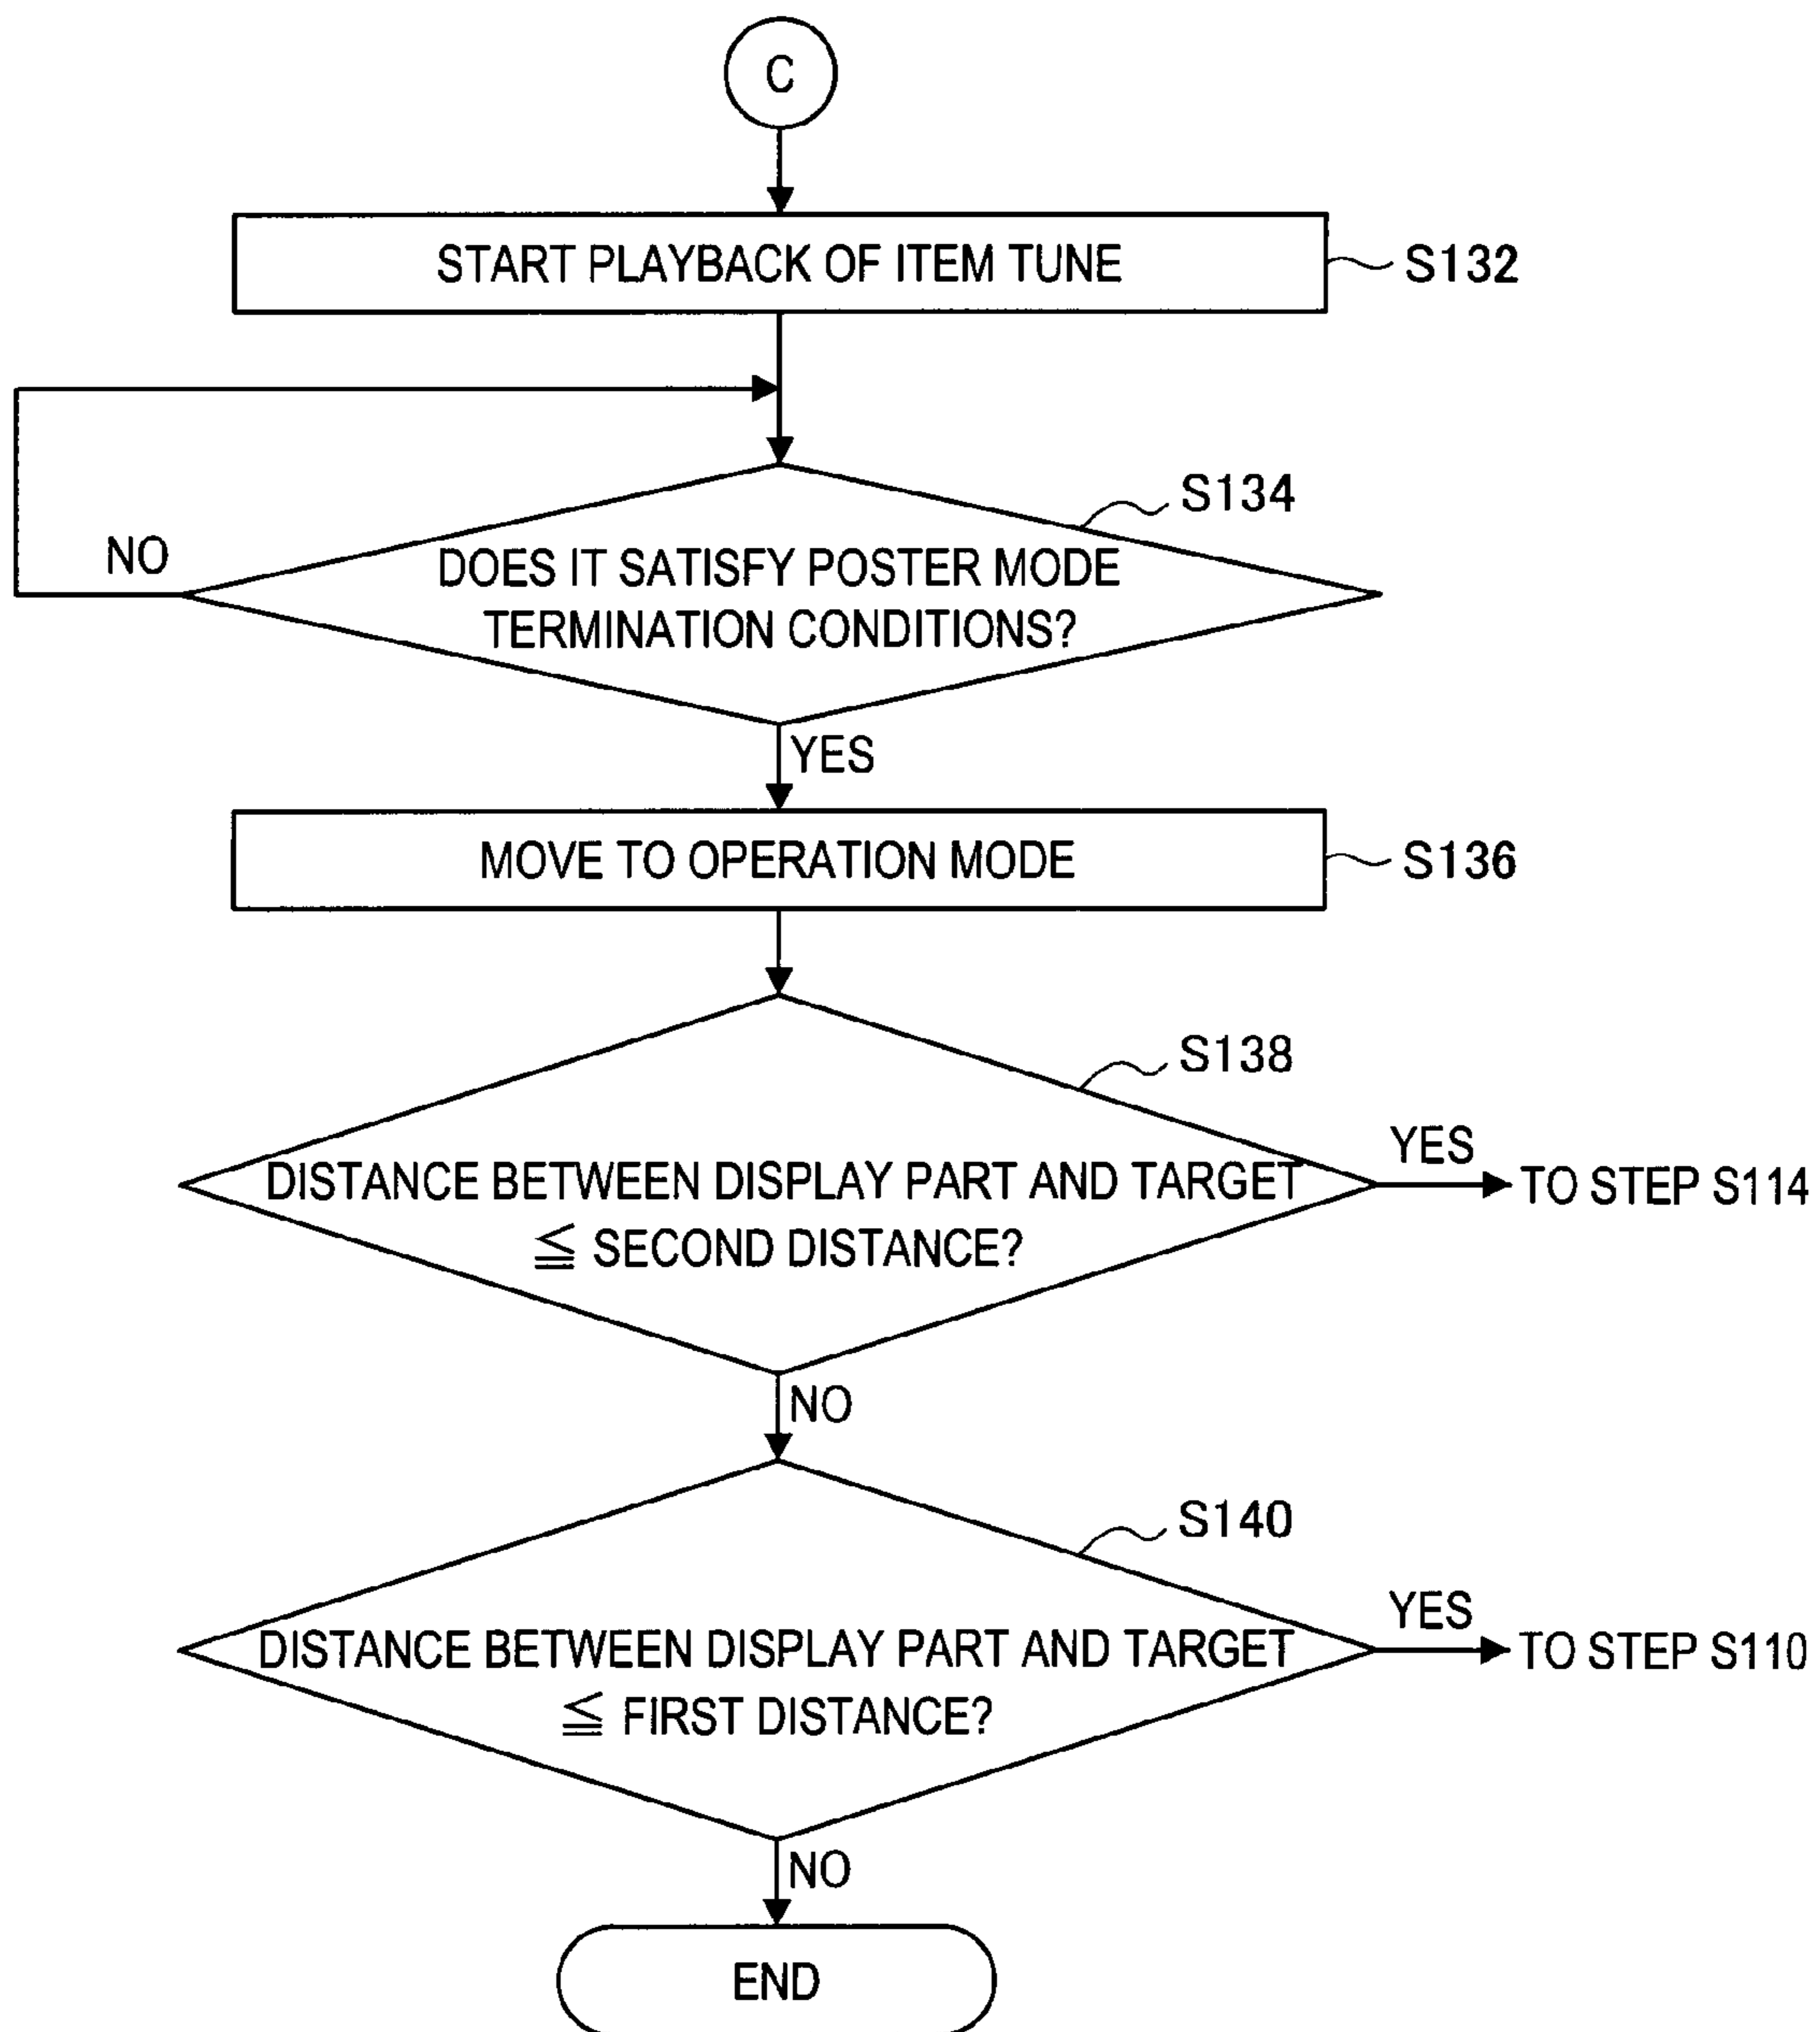 C
START PLAYBACK OF ITEM TUNE
S132
S134
NO
DOES IT SATISFY POSTER MODE
TERMINATION CONDITIONS?
YES
MOVE TO OPERATION MODE
S136
S138
YES
DISTANCE BETWEEN DISPLAY PART AND TARGET
TO STEP S114
≦ SECOND DISTANCE?
NO
S140
YES
DISTANCE BETWEEN DISPLAY PART AND TARGET
TO STEP S110
≦ FIRST DISTANCE?
NO
END